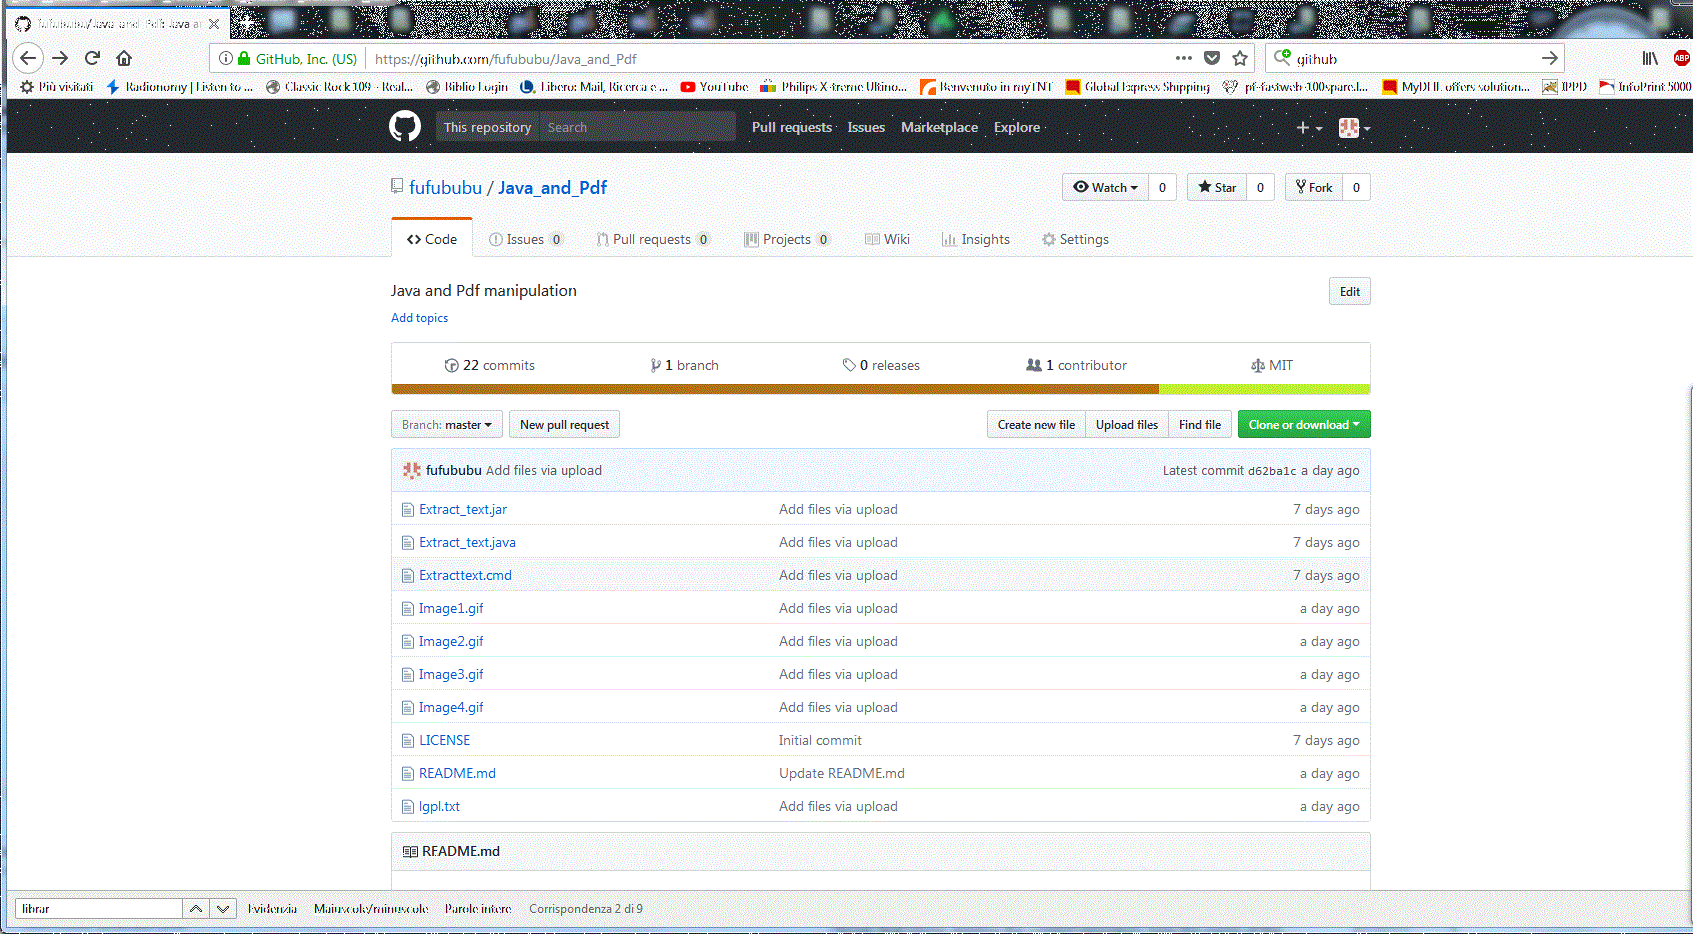 fufububu/Java_and_Pdf: Java an
GitHub, Inc. (US) https://github.com/fufububu/Java_and_Pdf github
Più visitati Radionomy | Listen to ... Classic Rock 109 - Real... Biblio Login Libero: Mail, Ricerca e ... YouTube Philips X-treme Ultino... Benvenuto in myTNT Global Express Shipping pf-fastweb-100spare.l... MyDHL offers solution... IPPD InfoPrint 5000
This repository Search Pull requests Issues Marketplace Explore
fufububu / Java_and_Pdf Watch 0 Star 0 Fork 0
Code Issues 0 Pull requests 0 Projects 0 Wiki Insights Settings
Java and Pdf manipulation Edit
Add topics
22 commits 1 branch 0 releases 1 contributor MIT
Branch: master New pull request Create new file Upload files Find file Clone or download
fufububu Add files via upload Latest commit d62ba1c a day ago
Extract_text.jar Add files via upload 7 days ago
Extract_text.java Add files via upload 7 days ago
Extracttext.cmd Add files via upload 7 days ago
Image1.gif Add files via upload a day ago
Image2.gif Add files via upload a day ago
Image3.gif Add files via upload a day ago
Image4.gif Add files via upload a day ago
LICENSE Initial commit 7 days ago
README.md Update README.md a day ago
lgpl.txt Add files via upload a day ago
README.md
librar Evidenzia Maiuscole/minuscole Parole intere Corrispondenza 2 di 9